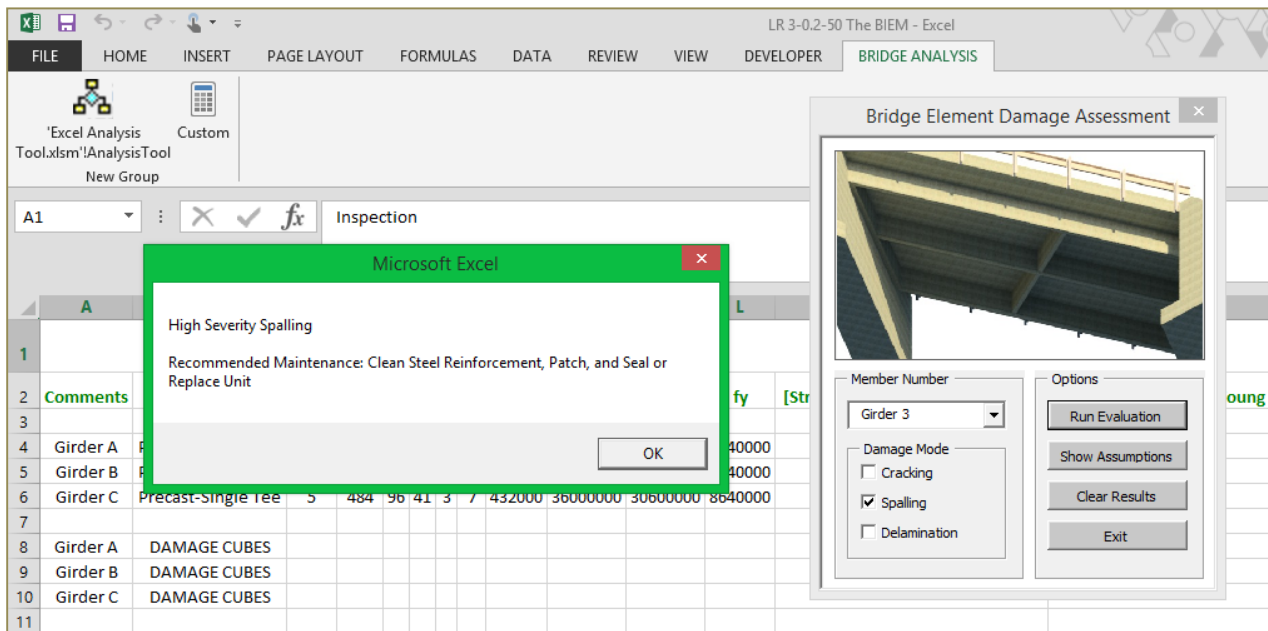 LR 3-0.2-50 The BIEM - Excel
FILE HOME INSERT PAGE LAYOUT FORMULAS DATA REVIEW VIEW DEVELOPER BRIDGE ANALYSIS
'Excel Analysis
Tool.xlsm'!AnalysisTool
Custom
New Group
A1
fx
Inspection
Microsoft Excel
High Severity Spalling
Recommended Maintenance: Clean Steel Reinforcement, Patch, and Seal or
Replace Unit
OK
Bridge Element Damage Assessment
Member Number
Girder 3
Damage Mode
Cracking
Spalling
Delamination
Options
Run Evaluation
Show Assumptions
Clear Results
Exit
A L
1
2 Comments fy [Str oung
3
4 Girder A 40000
5 Girder B 40000
6 Girder C Precast-Single Tee 5 484 96 41 3 7 432000 36000000 30600000 8640000
7
8 Girder A DAMAGE CUBES
9 Girder B DAMAGE CUBES
10 Girder C DAMAGE CUBES
11